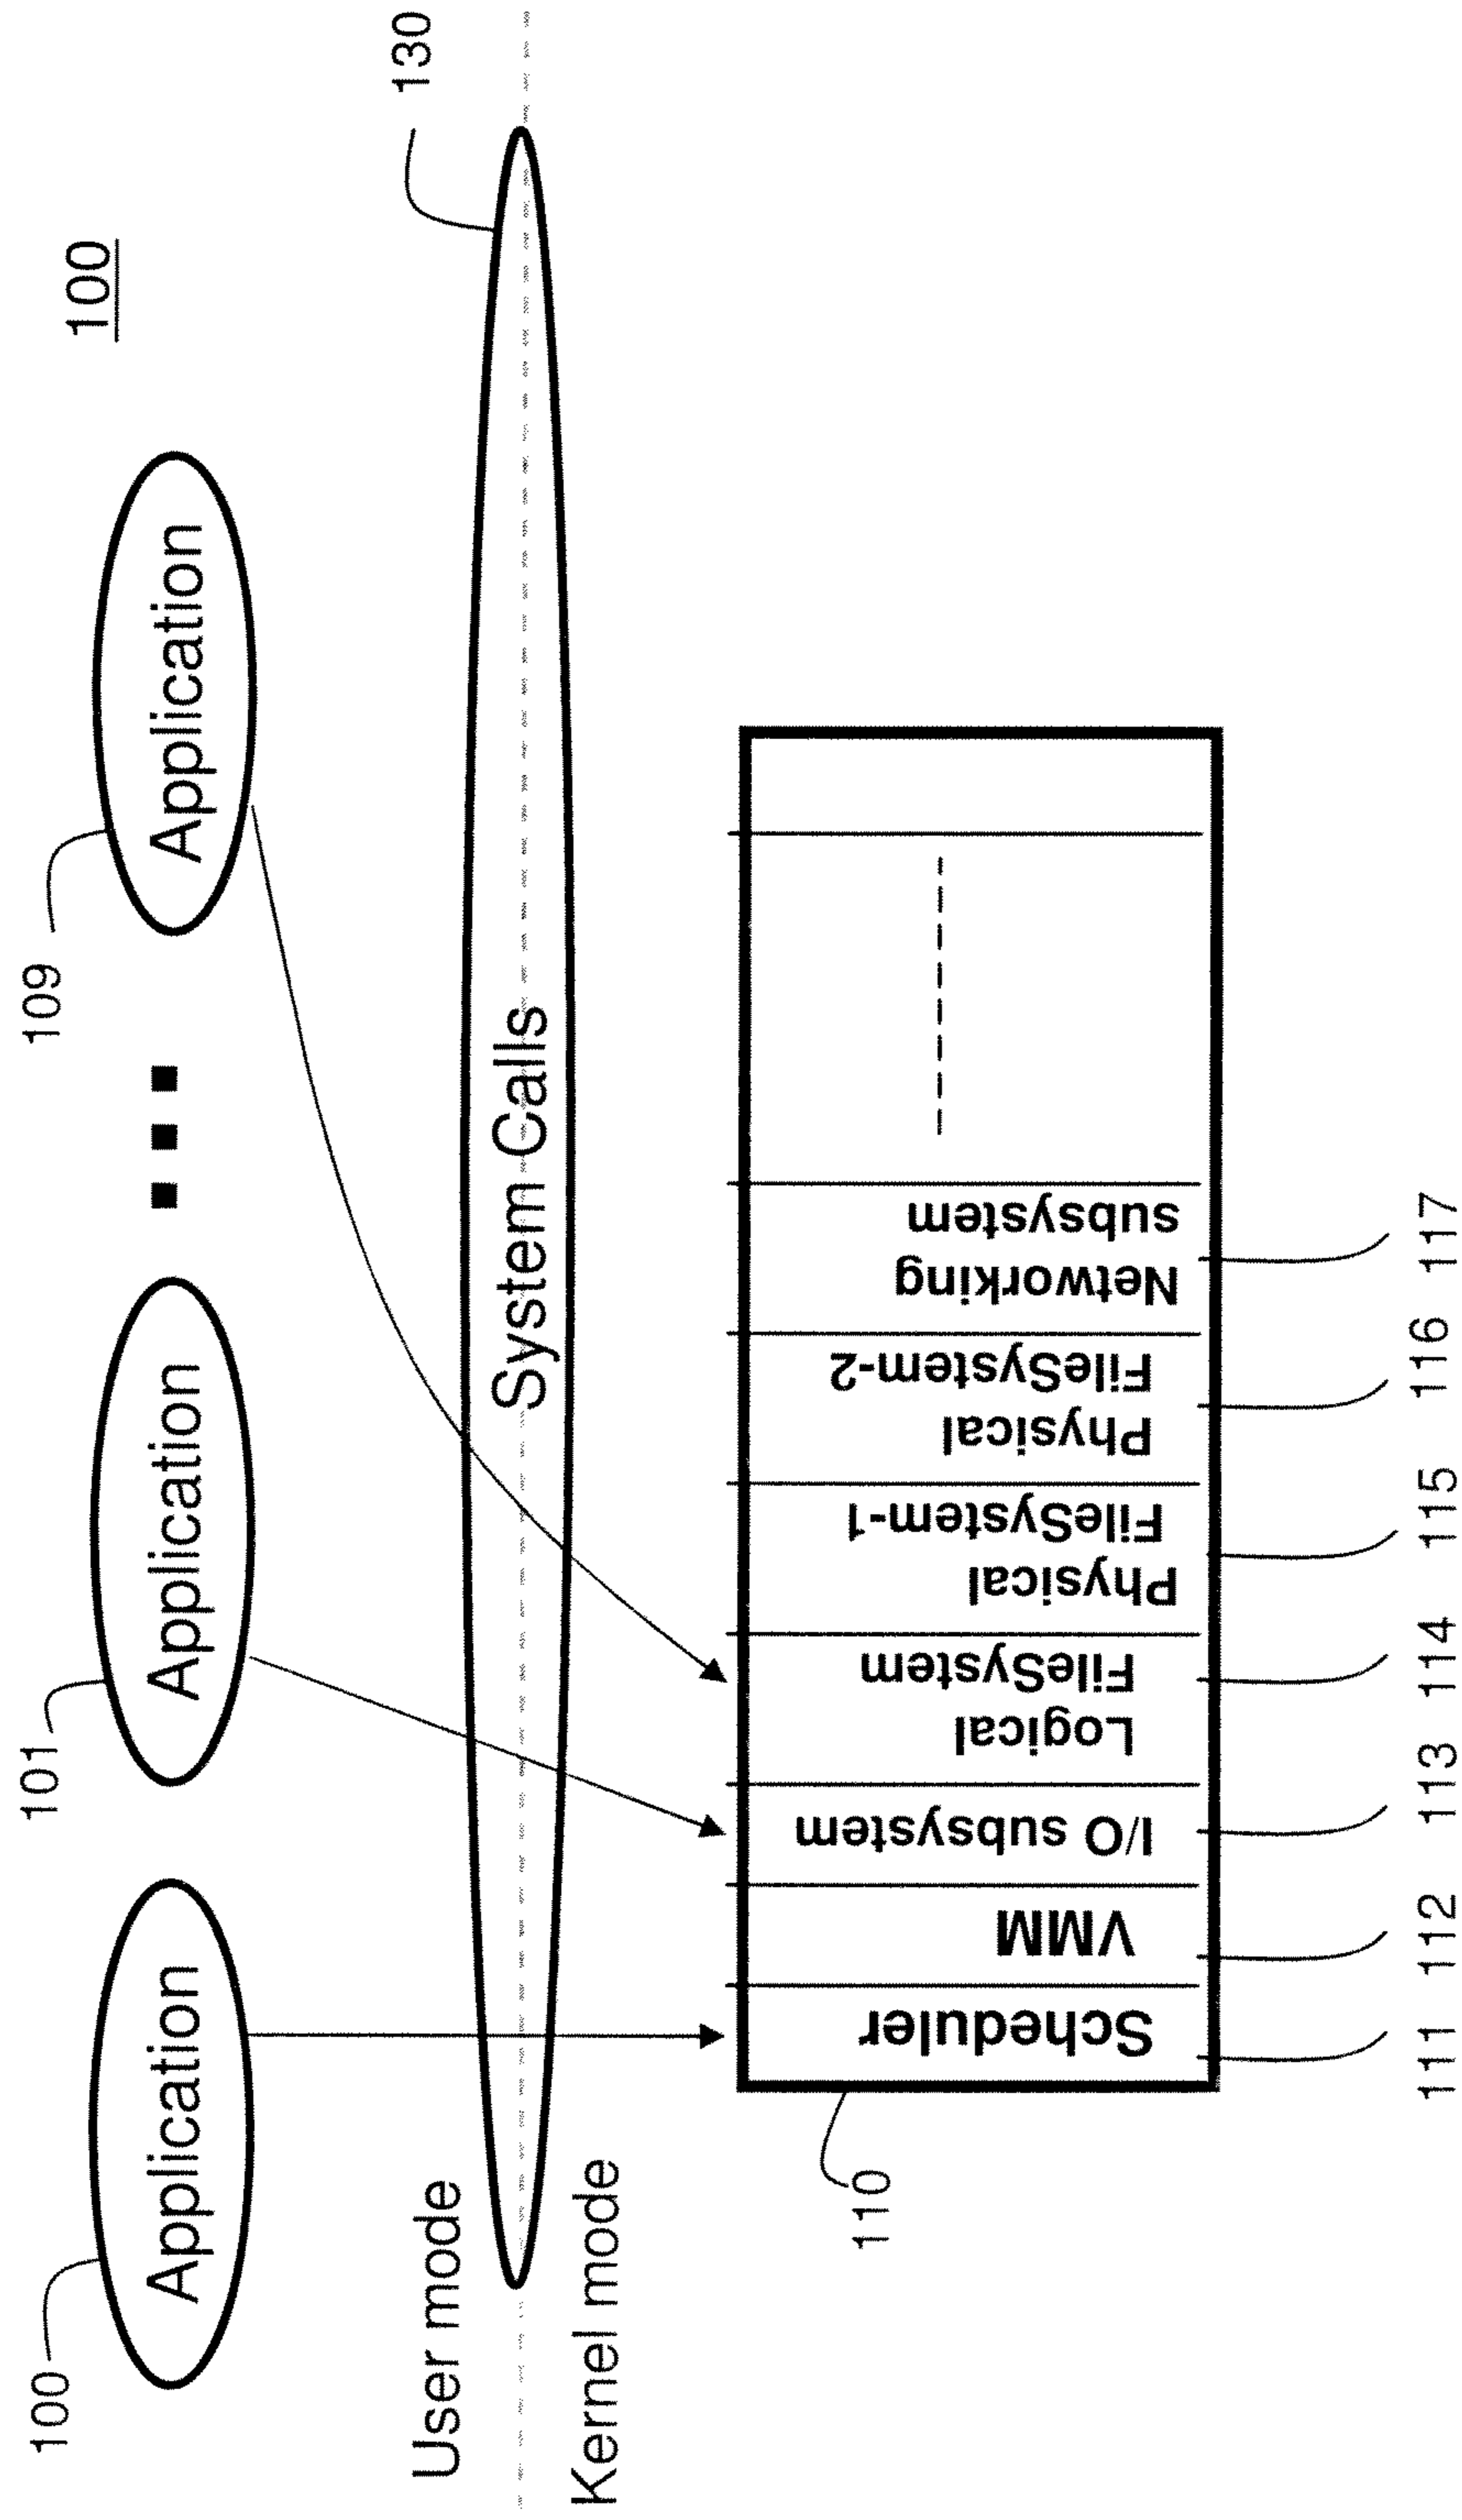 100
100
101
109
Application
Application
Application
130
User mode
System Calls
Kernel mode
110
Scheduler
VMM
I/O subsystem
Logical
FileSystem
Physical
FileSystem-1
Physical
FileSystem-2
Networking
subsystem
111
112
113
114
115
116
117